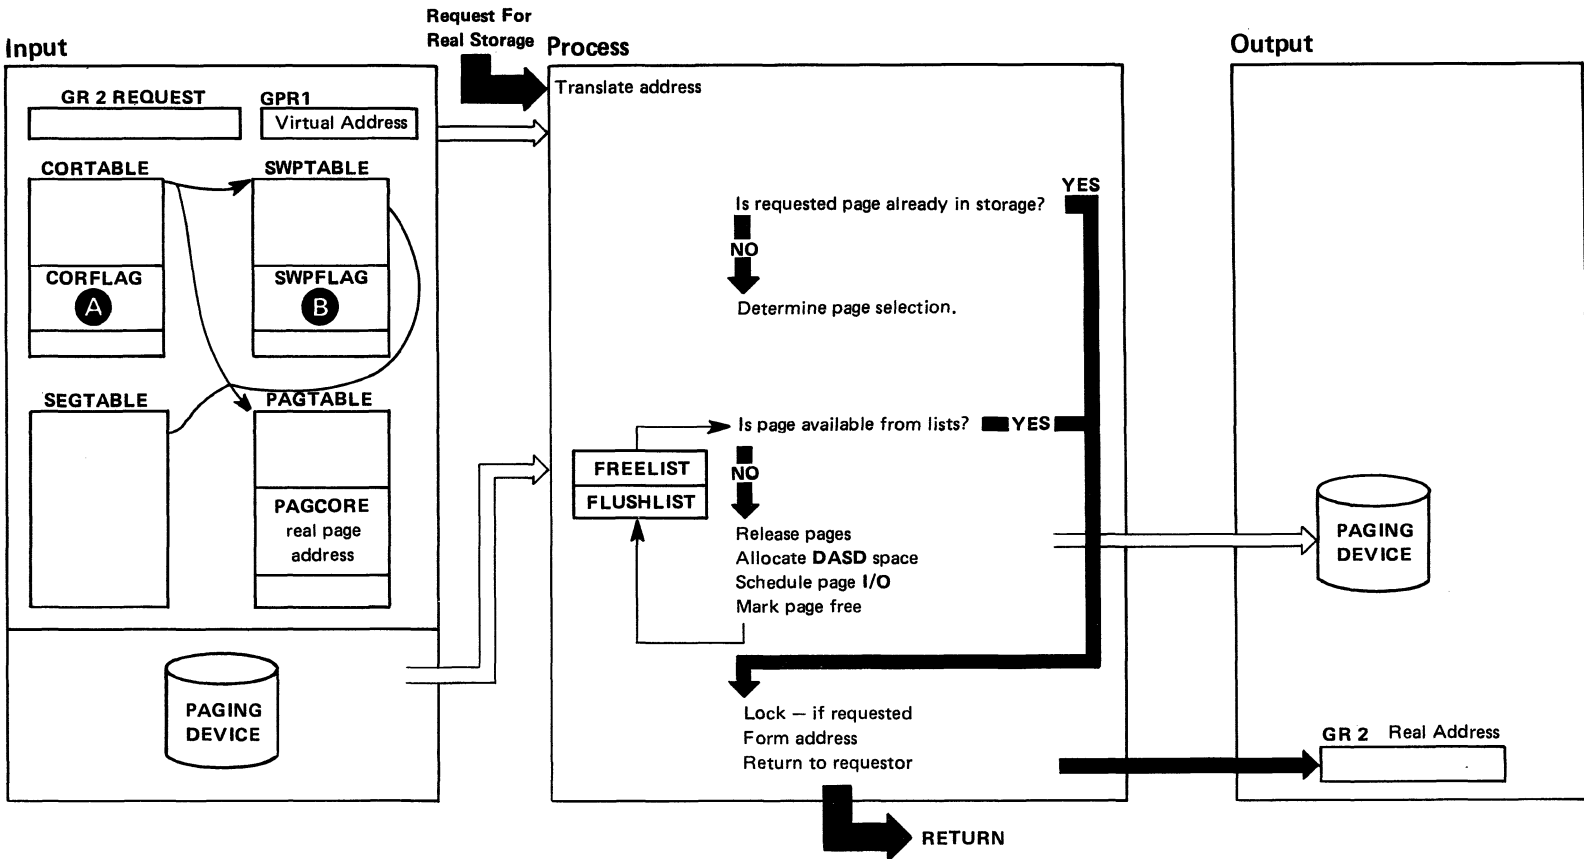 Request For
Real Storage
Input
Process
Output
GR 2 REQUEST
GPR1
Virtual Address
CORTABLE
SWPTABLE
CORFLAG
A
SWPFLAG
B
SEGTABLE
PAGTABLE
PAGCORE
real page
address
PAGING
DEVICE
Translate address
YES
Is requested page already in storage?
NO
Determine page selection.
Is page available from lists?
YES
FREELIST
FLUSHLIST
NO
Release pages
Allocate DASD space
Schedule page I/O
Mark page free
Lock — if requested
Form address
Return to requestor
RETURN
PAGING
DEVICE
GR 2 Real Address